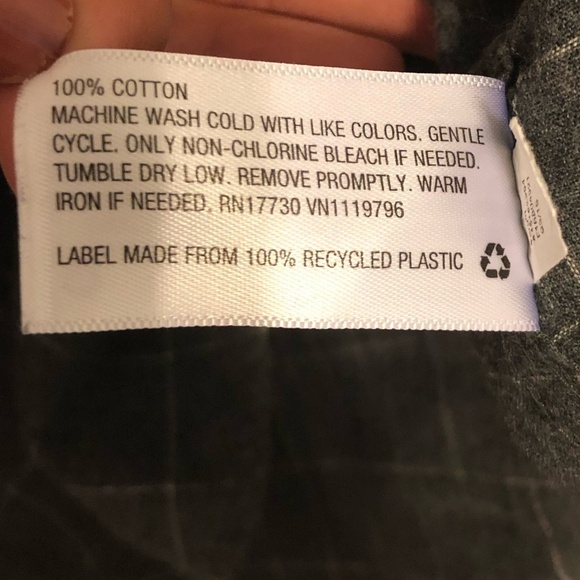 100% COTTON
MACHINE WASH COLD WITH LIKE COLORS. GENTLE
CYCLE. ONLY NON-CHLORINE BLEACH IF NEEDED.
TUMBLE DRY LOW. REMOVE PROMPTLY. WARM
IRON IF NEEDED. RN17730 VN1119796
LABEL MADE FROM 100% RECYCLED PLASTIC